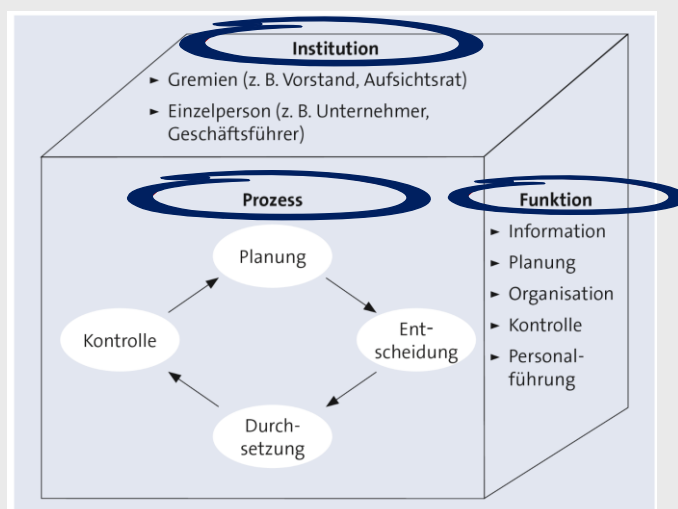 Institution
► Gremien (z. B. Vorstand, Aufsichtsrat)
► Einzelperson (z. B. Unternehmer,
Geschäftsführer)
Prozess
Planung
Ent-
scheidung
Durch-
setzung
Kontrolle
Funktion
► Information
► Planung
► Organisation
► Kontrolle
► Personal-
führung